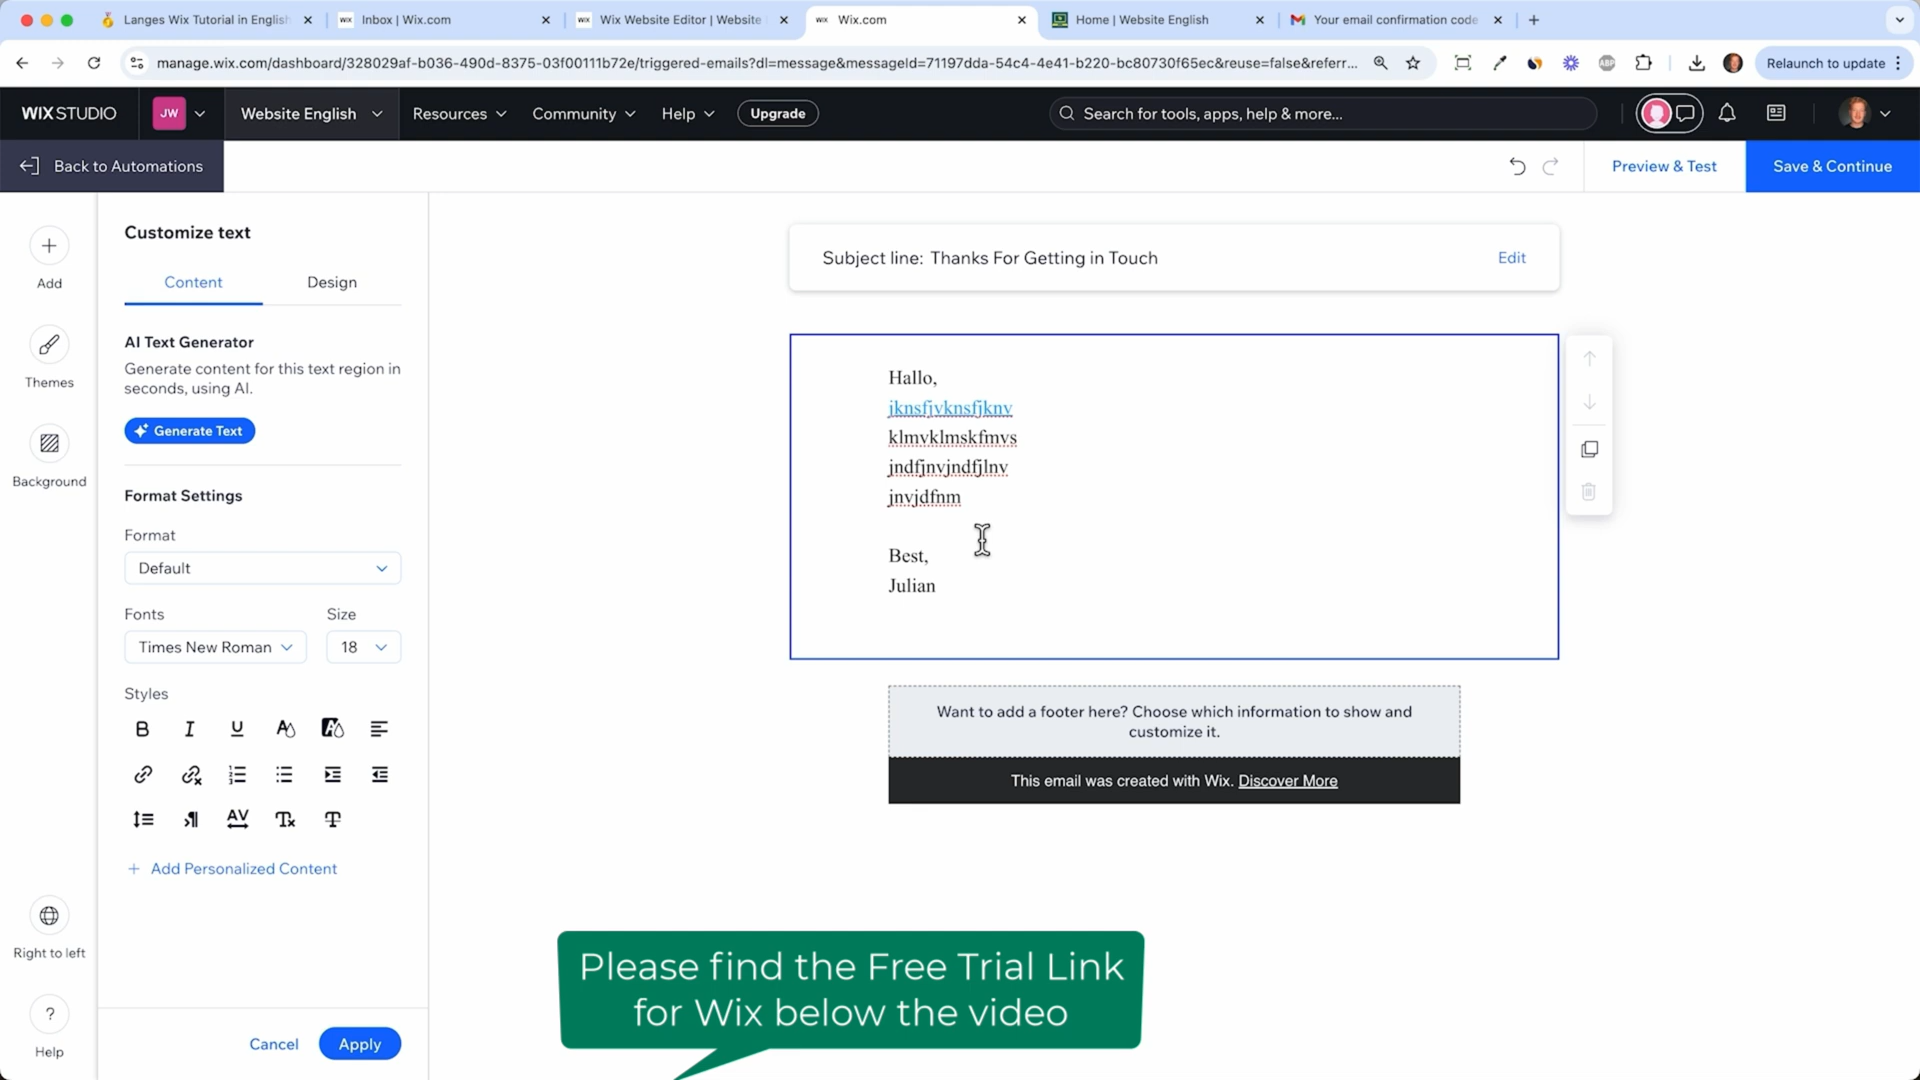 Langes Wix Tutorial in English
Inbox | Wix.com
Wix Website Editor | Website
Wix.com
Home | Website English
Your email confirmation code
manage.wix.com/dashboard/328029af-b036-490d-8375-03f00111b72e/triggered-emails?dl=message&messageId=71197dda-54c4-4e41-b220-bc80730f65ec&reuse=false&referr...
ABP
Relaunch to update
WIX STUDIO
JW
Website English
Resources
Community
Help
Upgrade
Search for tools, apps, help & more...
Back to Automations
Preview & Test
Save & Continue
Add
Themes
Background
Right to left
Help
Customize text
Content
Design
AI Text Generator
Generate content for this text region in
seconds, using AI.
Generate Text
Format Settings
Format
Default
Fonts
Size
Times New Roman
18
Styles
Add Personalized Content
Cancel
Apply
Subject line: Thanks For Getting in Touch
Edit
Hallo,
jknsfjvknsfjknv
klmvklmskfmvs
jndfjnvjndfjlnv
jnvjdfnm
Best,
Julian
Want to add a footer here? Choose which information to show and
customize it.
This email was created with Wix. Discover More
Please find the Free Trial Link
for Wix below the video